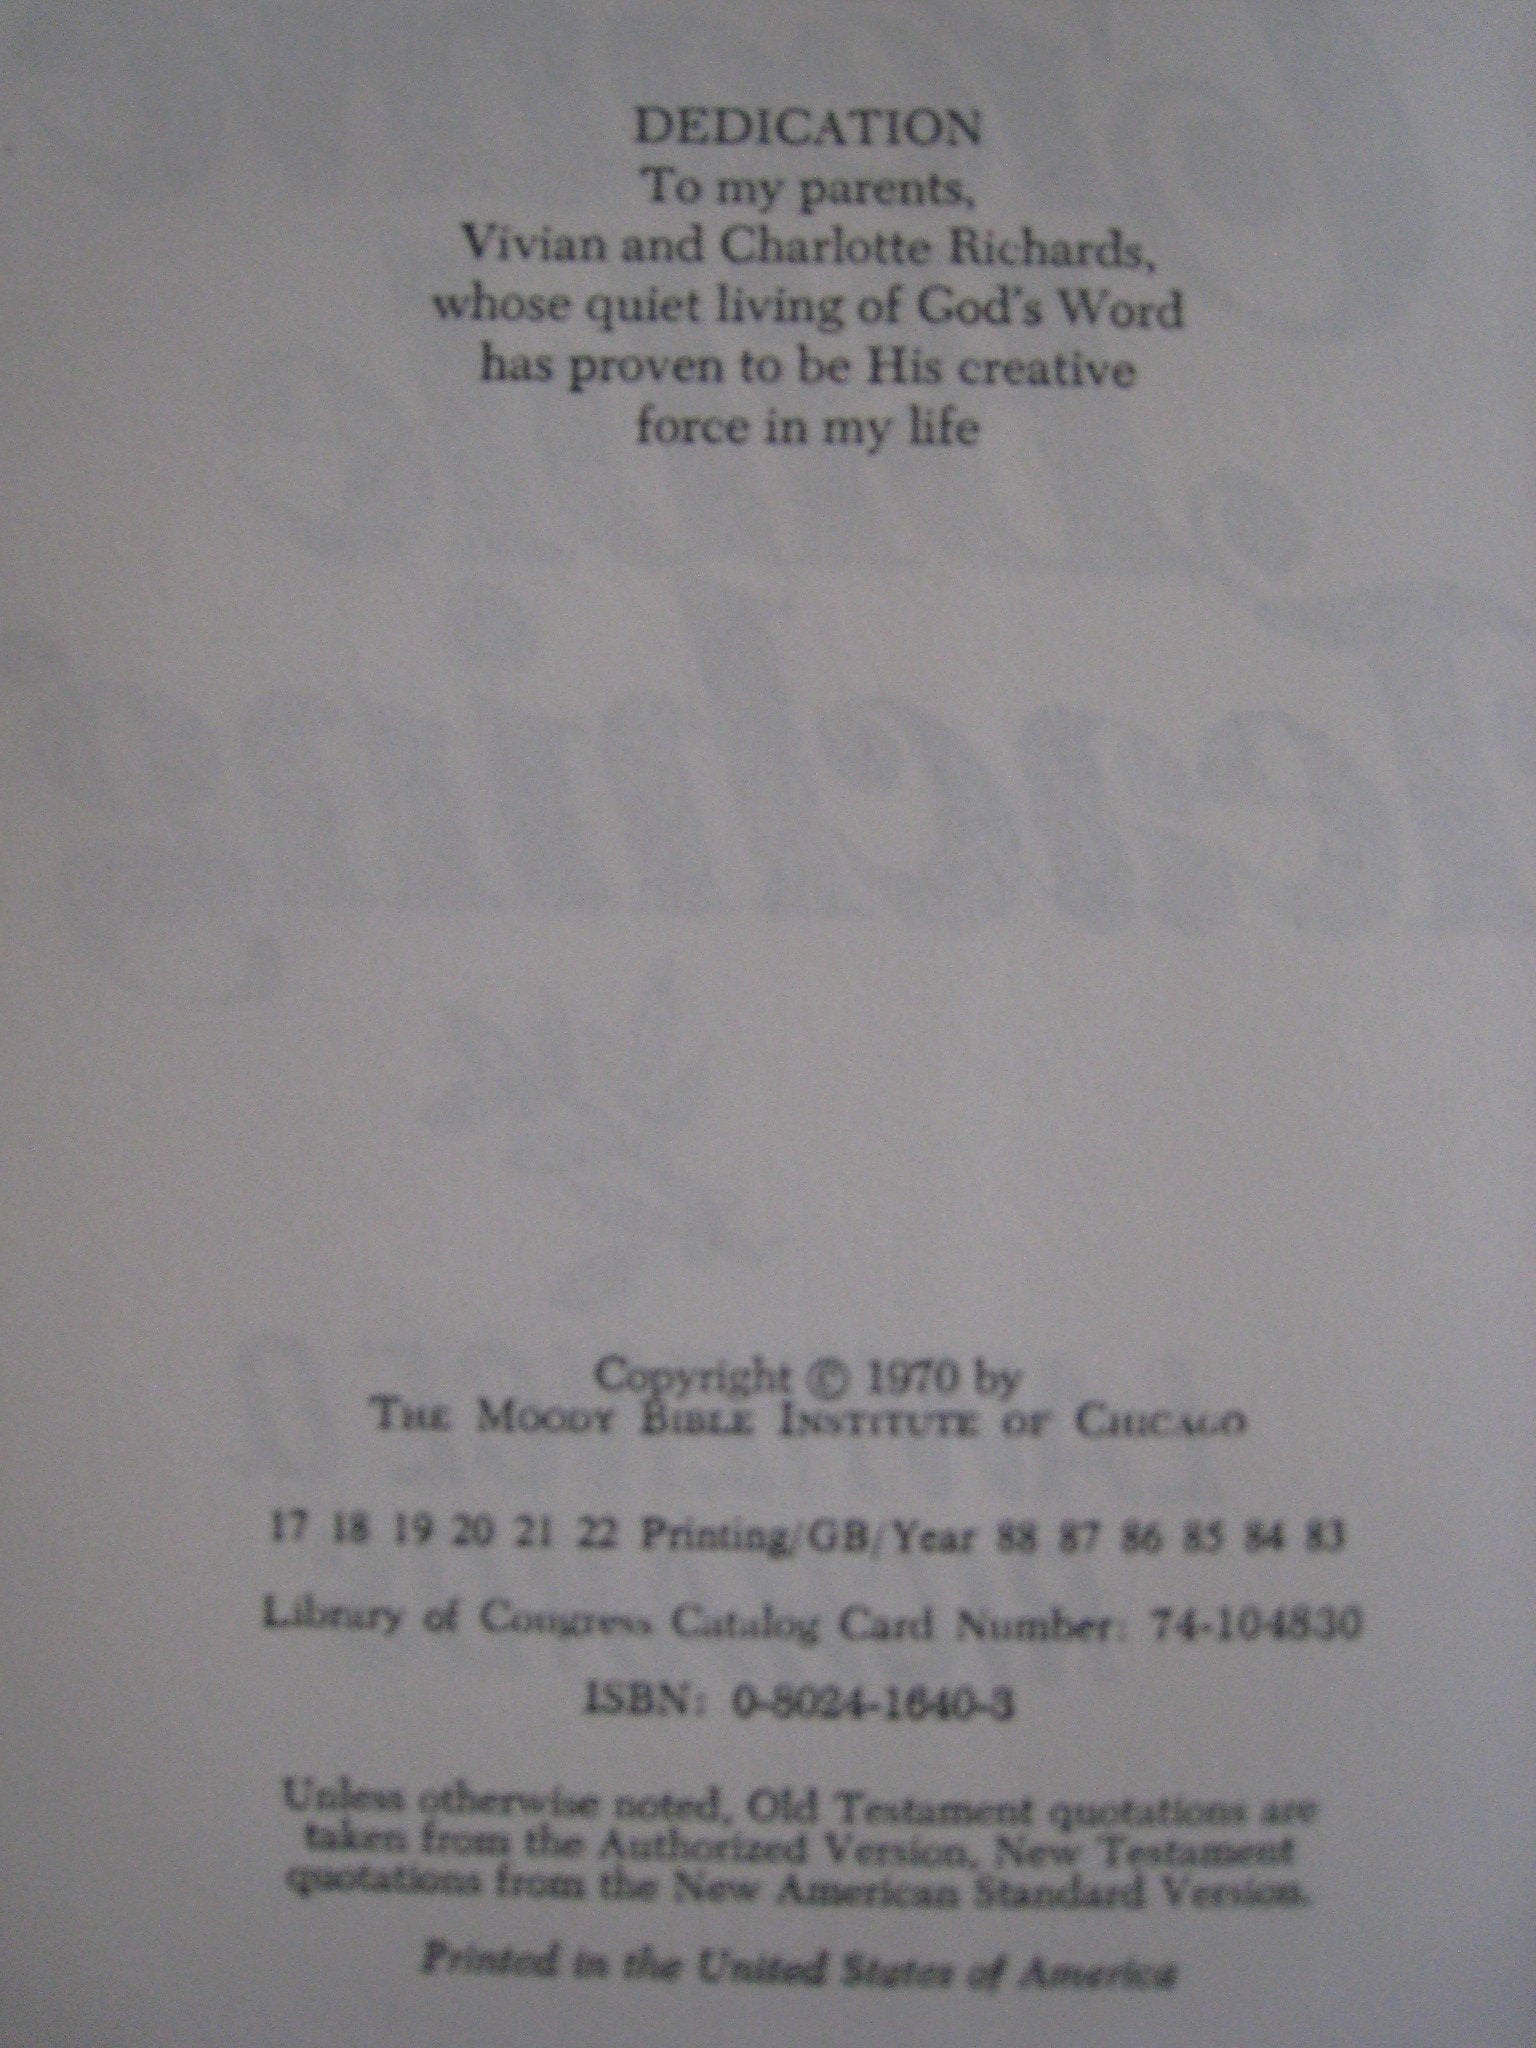 DEDICATION
To my parents,
Vivian and Charlotte Richards,
whose quiet living of God's Word
has proven to be His creative
force in my life
Copyright © 1970 by
THE MOODY BIBLE INSTITUTE OF CHICAGO
17 18 19 20 21 22 Printing/GB/Year 88 87 86 85 84 83
Library of Congress Catalog Card Number: 74-104830
ISBN: 0-8024-1640-3
Unless otherwise noted, Old Testament quotations are
taken from the Authorized Version, New Testament
quotations from the New American Standard Version.
Printed in the United States of America